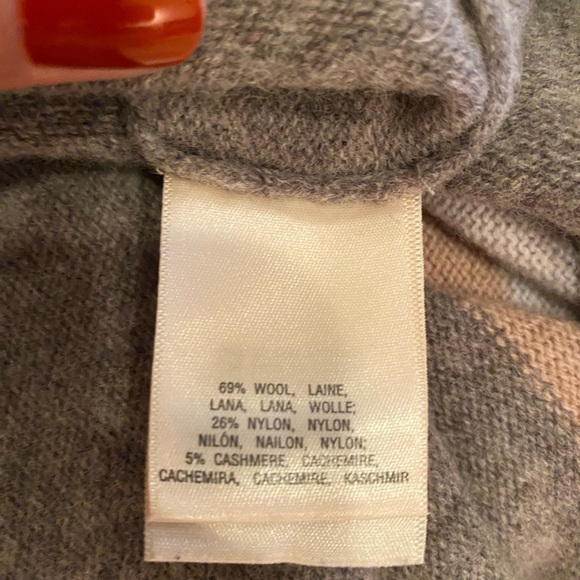 69% WOOL, LAINE,
LANA, LANA, WOLLE;
26% NYLON, NYLON,
NILÓN, NAILON, NYLON;
5% CASHMERE, CACHEMIRE,
CACHEMIRA, CACHEMIRE, KASCHMIR